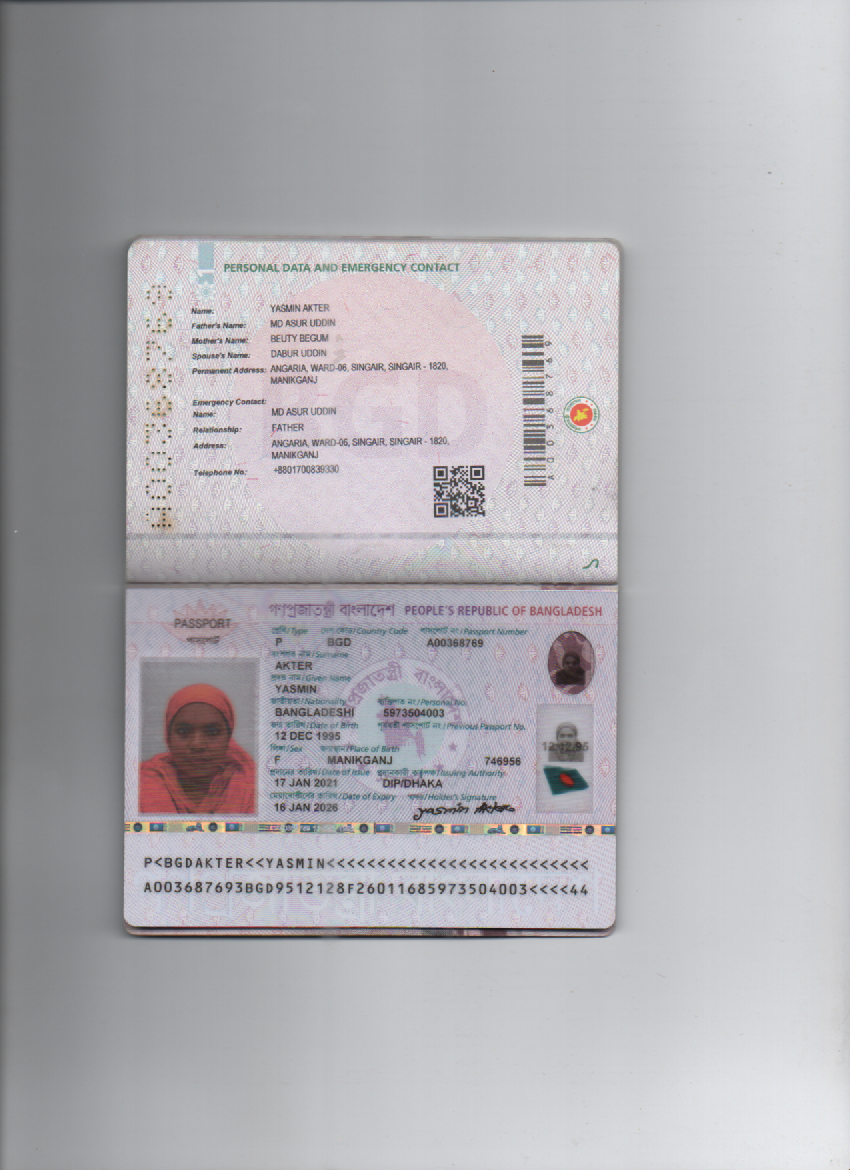 PERSONAL DATA AND EMERGENCY CONTACT
Name: YASMIN AKTER
Father's Name: MD ASUR UDDIN
Mother's Name: BEUTY BEGUM
Spouse's Name: DABUR UDDIN
Permanent Address: ANGARIA, WARD-06, SINGAIR, SINGAIR - 1820,
MANIKGANJ
Emergency Contact:
Name: MD ASUR UDDIN
Relationship: FATHER
Address: ANGARIA, WARD-06, SINGAIR, SINGAIR - 1820,
MANIKGANJ
Telephone No: +8801700839330
BGD
A00368769
২
গণপ্রজাতন্ত্রী বাংলাদেশ PEOPLE'S REPUBLIC OF BANGLADESH
PASSPORT
পাসপোর্ট
শ্রেণি/Type দেশ কোড/Country Code পাসপোর্ট নং/Passport Number
P BGD A00368769
বংশগত নাম/Surname
AKTER
প্রদত্ত নাম/Given Name
YASMIN
জাতীয়তা/Nationality ব্যক্তিগত নং/Personal No.
BANGLADESHI 5973504003
জন্ম তারিখ/Date of Birth পূর্ববর্তী পাসপোর্ট নং/Previous Passport No.
12 DEC 1995
লিঙ্গ/Sex জন্মস্থান/Place of Birth
F MANIKGANJ 746956
প্রদানের তারিখ/Date of Issue প্রদানকারী কর্তৃপক্ষ/Issuing Authority
17 JAN 2021 DIP/DHAKA
মেয়াদোত্তীর্ণের তারিখ/Date of Expiry স্বাক্ষর/Holder's Signature
16 JAN 2026 Yasmin Akter
12.12.95
P<BGDAKTER<<YASMIN<<<<<<<<<<<<<<<<<<<<<<<<<<
A003687693BGD9512128F26011685973504003<<<<44